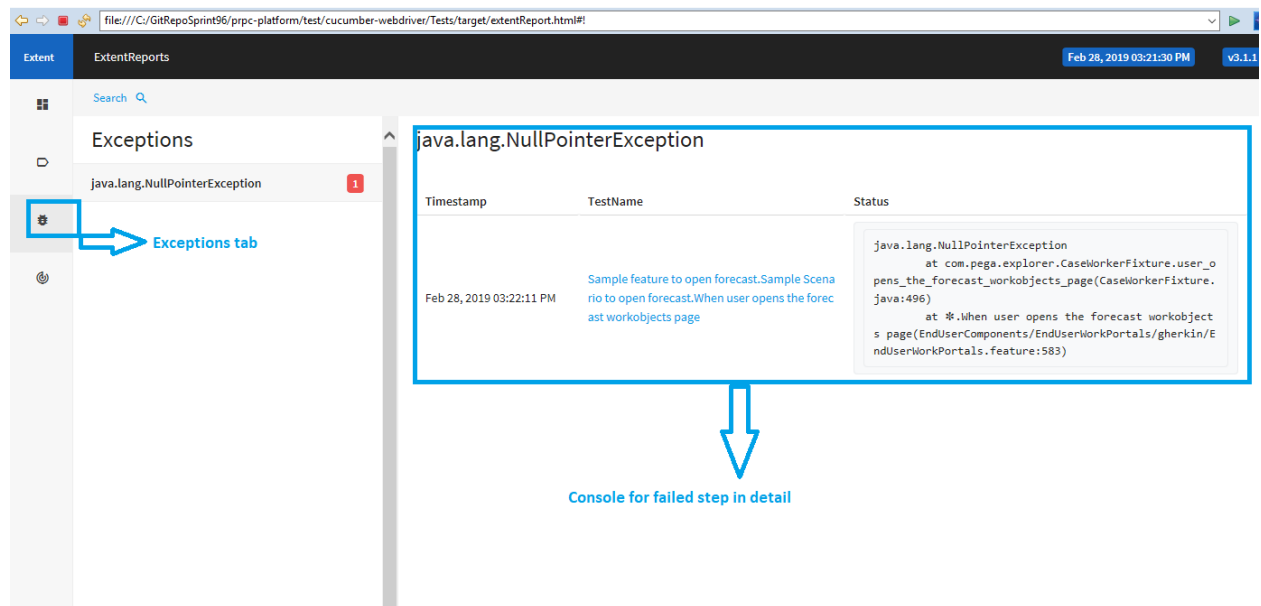 file:///C:/GitRepoSprint96/prpc-platform/test/cucumber-webdriver/Tests/target/extentReport.html#!
Extent
ExtentReports
Feb 28, 2019 03:21:30 PM
v3.1.1
Search
Exceptions
java.lang.NullPointerException
1
Exceptions tab
java.lang.NullPointerException
Timestamp
TestName
Status
Feb 28, 2019 03:22:11 PM
Sample feature to open forecast.Sample Scena
rio to open forecast.When user opens the forec
ast workobjects page
java.lang.NullPointerException
at com.pega.explorer.CaseWorkerFixture.user_o
pens_the_forecast_workobjects_page(CaseWorkerFixture.
java:496)
at ✽.When user opens the forecast workobject
s page(EndUserComponents/EndUserWorkPortals/gherkin/E
ndUserWorkPortals.feature:583)
Console for failed step in detail